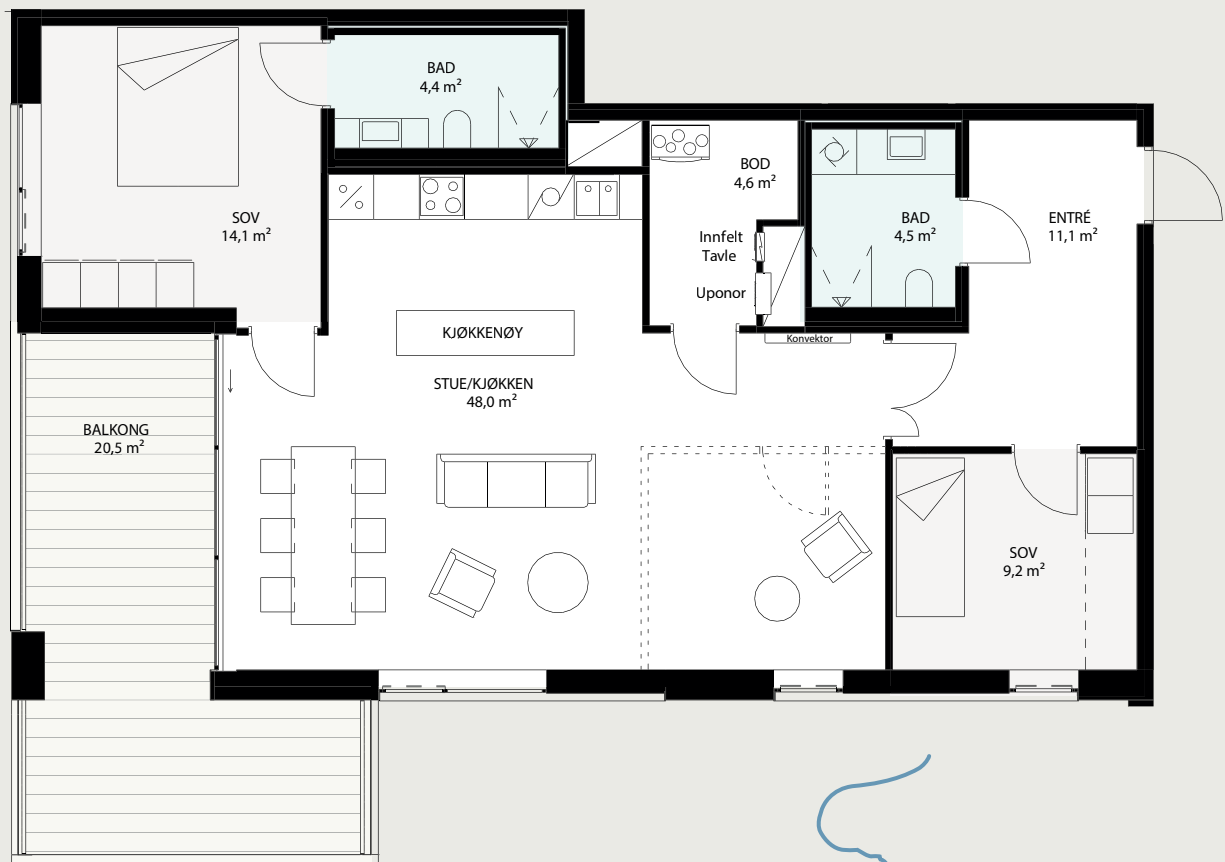 BAD
4,4 m²
SOV
14,1 m²
BOD
4,6 m²
Innfelt
Tavle
Uponor
BAD
4,5 m²
ENTRÉ
11,1 m²
KJØKKENØY
Konvektor
STUE/KJØKKEN
48,0 m²
BALKONG
20,5 m²
SOV
9,2 m²